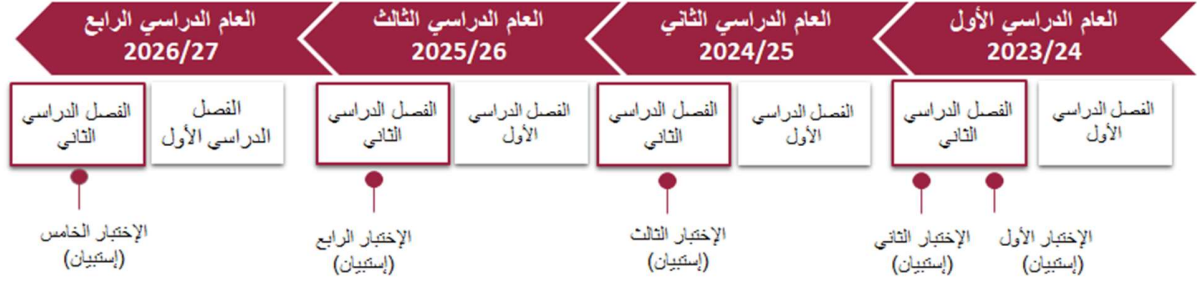 العام الدراسي الأول
2023/24
العام الدراسي الثاني
2024/25
العام الدراسي الثالث
2025/26
العام الدراسي الرابع
2026/27
الفصل الدراسي
الأول
الفصل الدراسي
الثاني
الفصل الدراسي
الأول
الفصل الدراسي
الثاني
الفصل الدراسي
الأول
الفصل الدراسي
الثاني
الفصل
الدراسي الأول
الفصل الدراسي
الثاني
الإختبار الأول
(إستبيان)
الإختبار الثاني
(إستبيان)
الإختبار الثالث
(إستبيان)
الإختبار الرابع
(إستبيان)
الإختبار الخامس
(إستبيان)